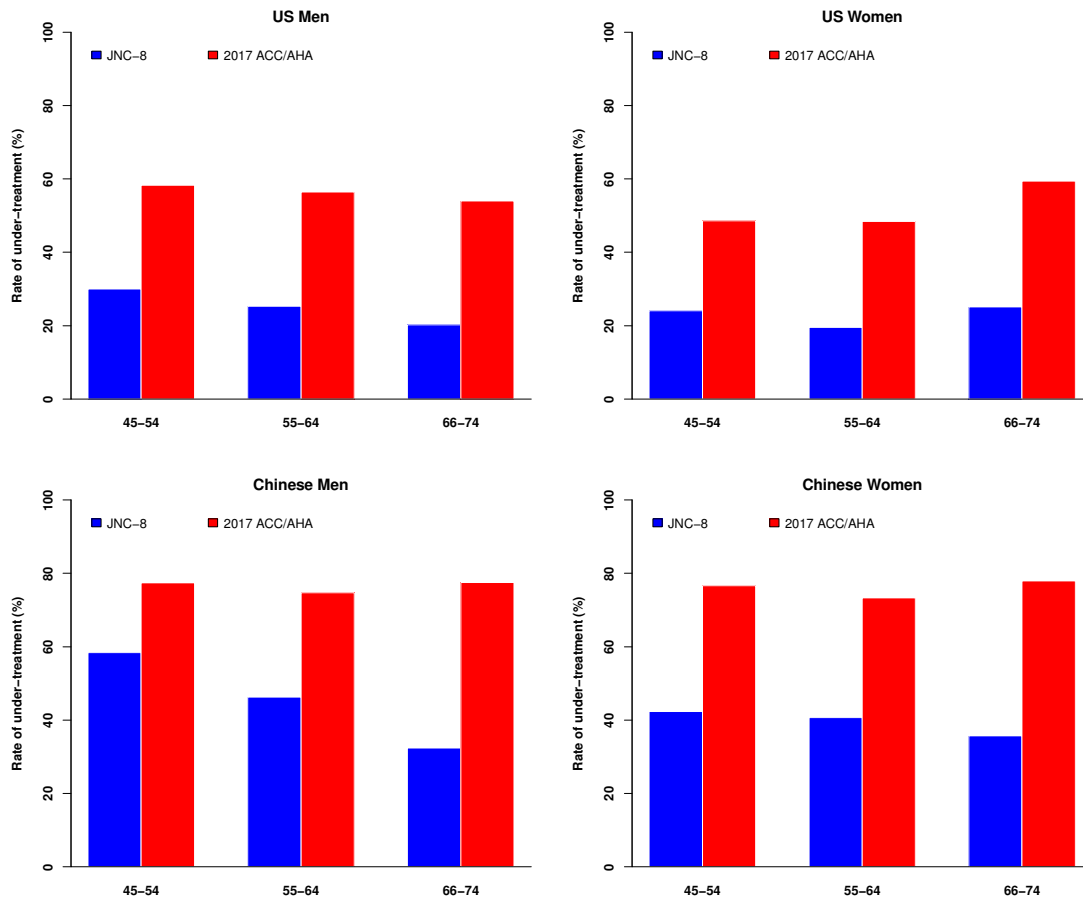 US Men
JNC−8
2017 ACC/AHA
Rate of under−treatment (%)
100
80
60
40
20
0
45−54
55−64
66−74
US Women
JNC−8
2017 ACC/AHA
Rate of under−treatment (%)
100
80
60
40
20
0
45−54
55−64
66−74
Chinese Men
JNC−8
2017 ACC/AHA
Rate of under−treatment (%)
100
80
60
40
20
0
45−54
55−64
66−74
Chinese Women
JNC−8
2017 ACC/AHA
Rate of under−treatment (%)
100
80
60
40
20
0
45−54
55−64
66−74